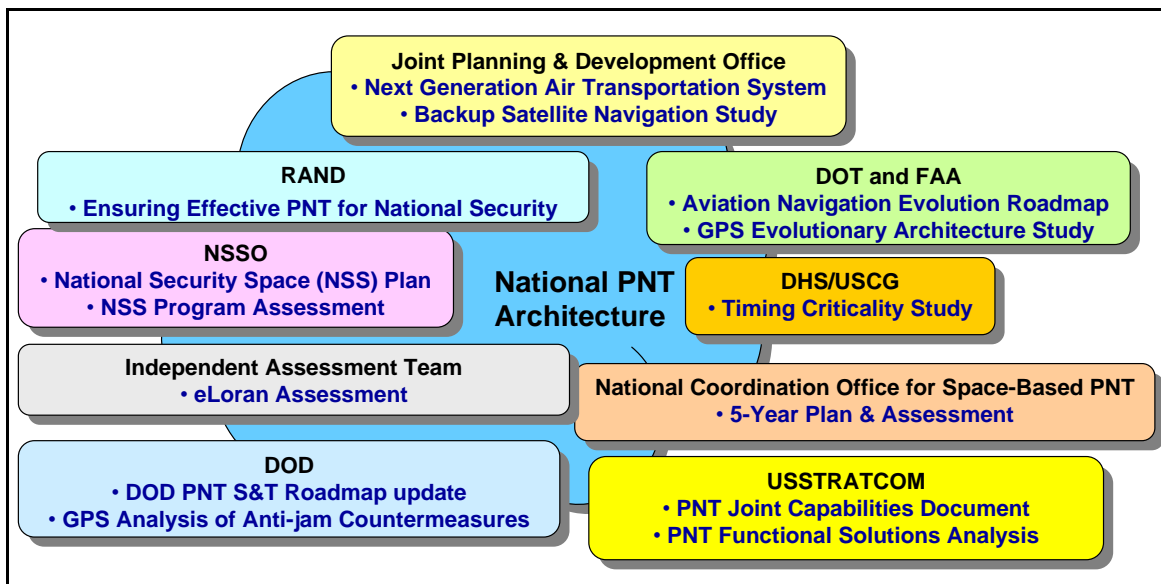 Joint Planning & Development Office
• Next Generation Air Transportation System
• Backup Satellite Navigation Study
RAND
• Ensuring Effective PNT for National Security
DOT and FAA
• Aviation Navigation Evolution Roadmap
• GPS Evolutionary Architecture Study
NSSO
• National Security Space (NSS) Plan
• NSS Program Assessment
National PNT
Architecture
DHS/USCG
• Timing Criticality Study
Independent Assessment Team
• eLoran Assessment
National Coordination Office for Space-Based PNT
• 5-Year Plan & Assessment
DOD
• DOD PNT S&T Roadmap update
• GPS Analysis of Anti-jam Countermeasures
USSTRATCOM
• PNT Joint Capabilities Document
• PNT Functional Solutions Analysis